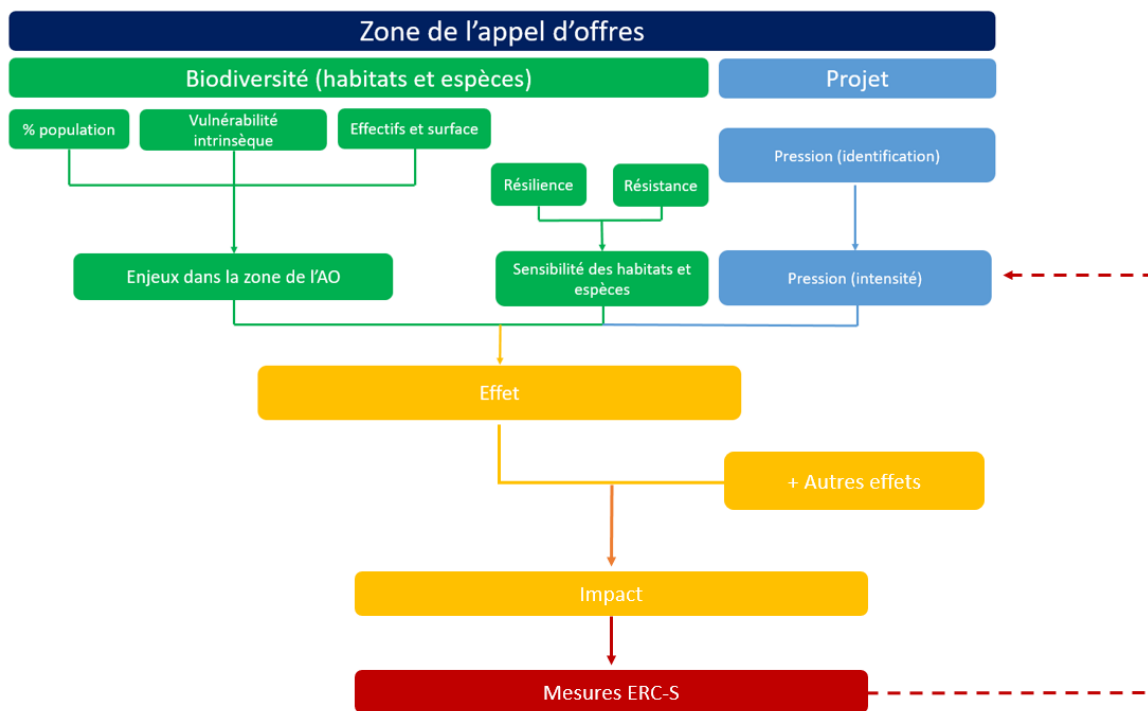 Zone de l'appel d'offres
Biodiversité (habitats et espèces)
Projet
% population
Vulnérabilité
intrinsèque
Effectifs et surface
Pression (identification)
Résilience
Résistance
Enjeux dans la zone de l'AO
Sensibilité des habitats et
espèces
Pression (intensité)
Effet
+ Autres effets
Impact
Mesures ERC-S